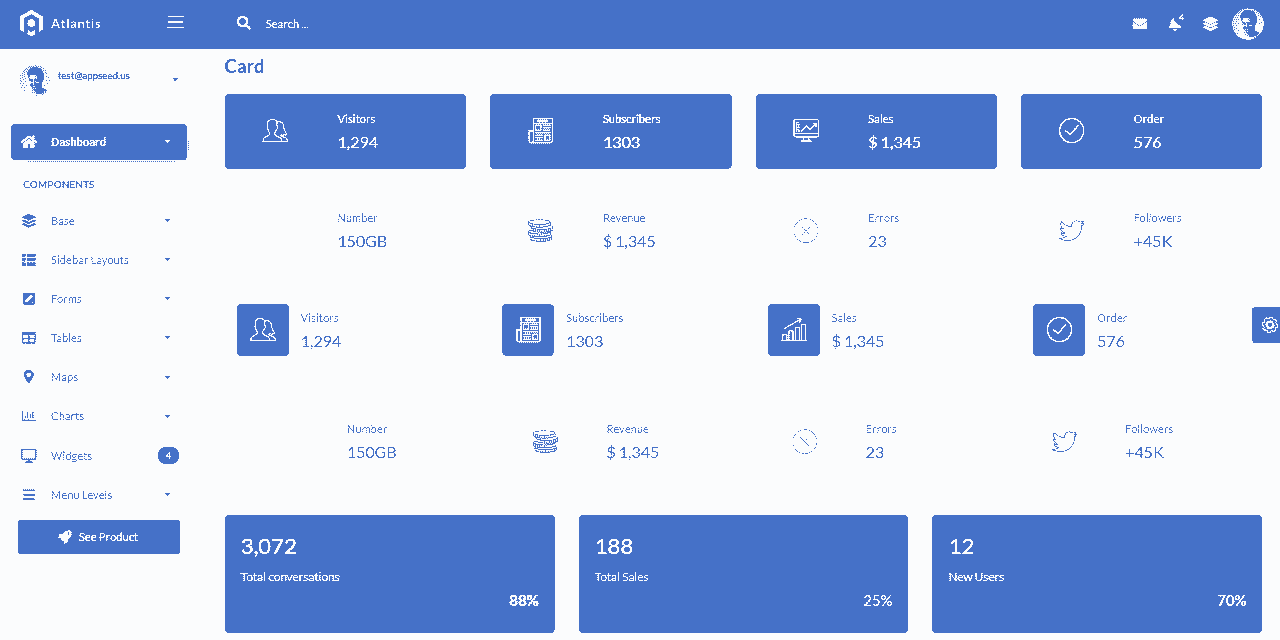 Atlantis
Search ...
4
test@appseed.us
Dashboard
COMPONENTS
Base
Sidebar Layouts
Forms
Tables
Maps
Charts
Widgets 4
Menu Levels
See Product
Card
Visitors
1,294
Subscribers
1303
Sales
$ 1,345
Order
576
Number
150GB
Revenue
$ 1,345
Errors
23
Followers
+45K
Visitors
1,294
Subscribers
1303
Sales
$ 1,345
Order
576
Number
150GB
Revenue
$ 1,345
Errors
23
Followers
+45K
3,072
Total conversations
88%
188
Total Sales
25%
12
New Users
70%